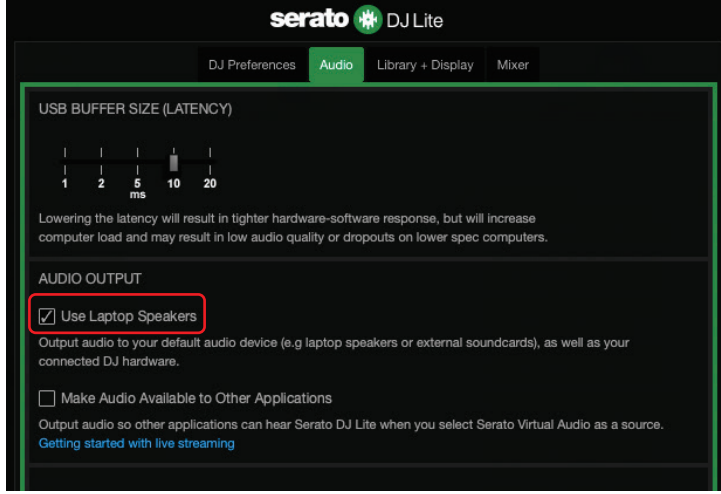 serato DJ Lite
DJ Preferences Audio Library + Display Mixer
USB BUFFER SIZE (LATENCY)
1 2 5 10 20
ms
Lowering the latency will result in tighter hardware-software response, but will increase
computer load and may result in low audio quality or dropouts on lower spec computers.
AUDIO OUTPUT
Use Laptop Speakers
Output audio to your default audio device (e.g laptop speakers or external soundcards), as well as your
connected DJ hardware.
Make Audio Available to Other Applications
Output audio so other applications can hear Serato DJ Lite when you select Serato Virtual Audio as a source.
Getting started with live streaming